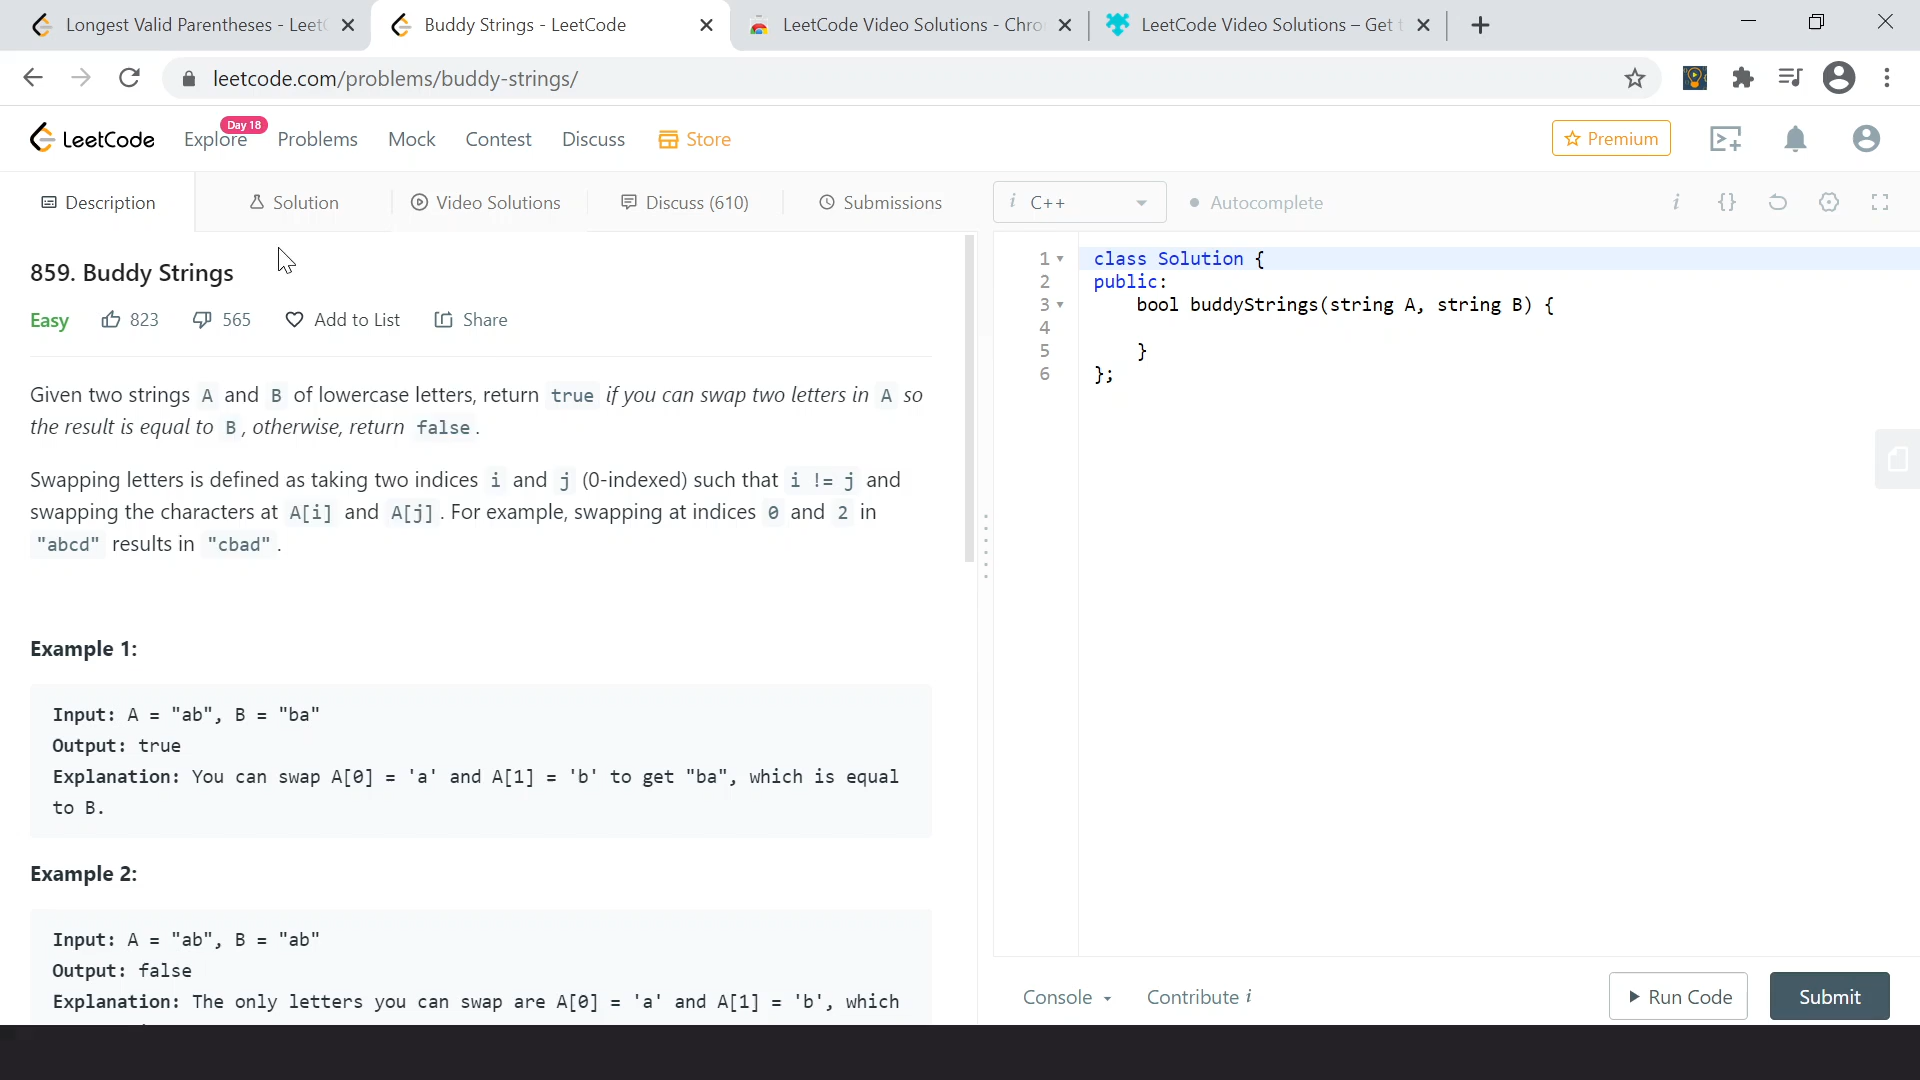 Longest Valid Parentheses - Leet
Buddy Strings - LeetCode
LeetCode Video Solutions - Chro
LeetCode Video Solutions – Get t
leetcode.com/problems/buddy-strings/
LeetCode
Explore
Day 18
Problems
Mock
Contest
Discuss
Store
Premium
Description
Solution
Video Solutions
Discuss (610)
Submissions
i C++
Autocomplete
i {}
859. Buddy Strings
Easy
823
565
Add to List
Share
Given two strings A and B of lowercase letters, return true if you can swap two letters in A so
the result is equal to B, otherwise, return false.
Swapping letters is defined as taking two indices i and j (0-indexed) such that i != j and
swapping the characters at A[i] and A[j]. For example, swapping at indices 0 and 2 in
"abcd" results in "cbad".
Example 1:
Input: A = "ab", B = "ba"
Output: true
Explanation: You can swap A[0] = 'a' and A[1] = 'b' to get "ba", which is equal
to B.
Example 2:
Input: A = "ab", B = "ab"
Output: false
Explanation: The only letters you can swap are A[0] = 'a' and A[1] = 'b', which
1 class Solution {
2 public:
3 bool buddyStrings(string A, string B) {
4
5 }
6 };
Console
Contribute i
Run Code
Submit